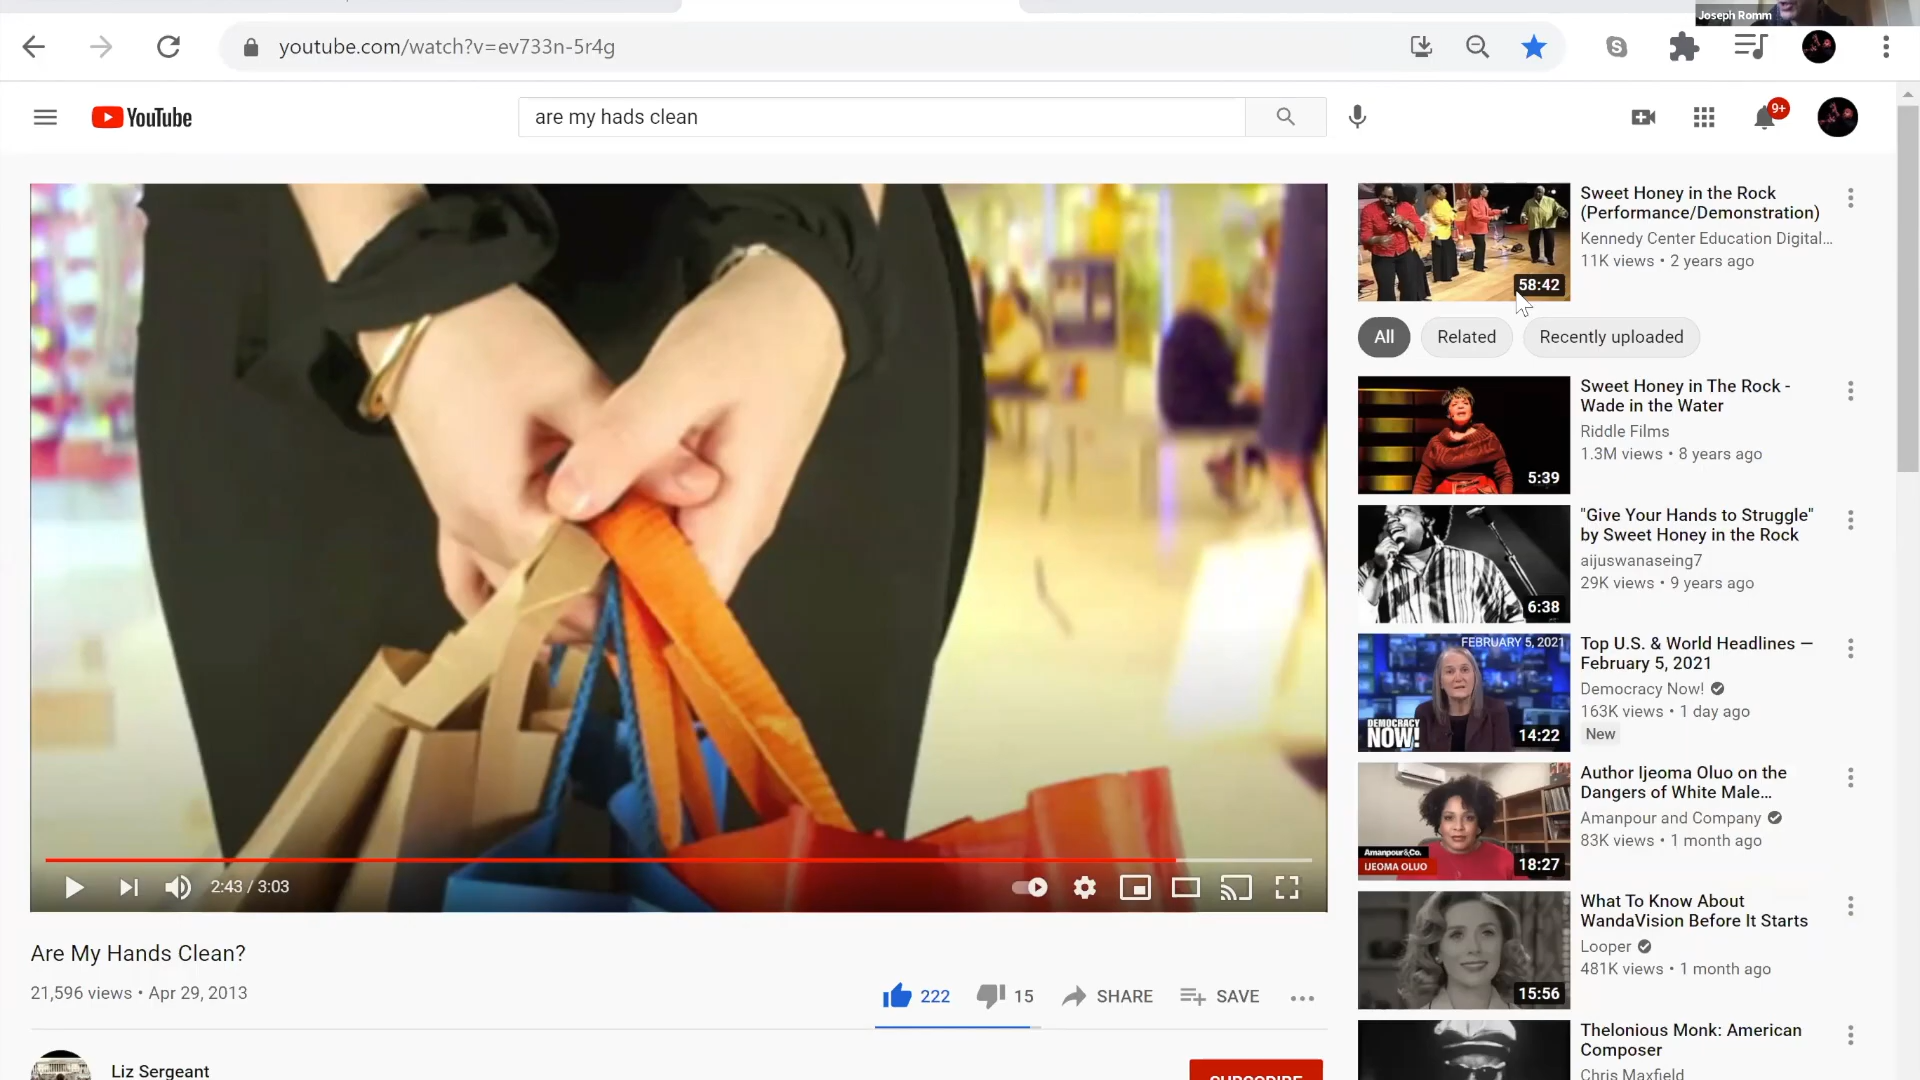 Joseph Romm
youtube.com/watch?v=ev733n-5r4g
YouTube
are my hads clean
9+
58:42
Sweet Honey in the Rock
(Performance/Demonstration)
Kennedy Center Education Digital...
11K views • 2 years ago
All
Related
Recently uploaded
5:39
Sweet Honey in The Rock -
Wade in the Water
Riddle Films
1.3M views • 8 years ago
6:38
"Give Your Hands to Struggle"
by Sweet Honey in the Rock
aijuswanaseing7
29K views • 9 years ago
FEBRUARY 5, 2021
DEMOCRACY
NOW!
14:22
Top U.S. & World Headlines —
February 5, 2021
Democracy Now!
163K views • 1 day ago
New
Amanpour&Co.
IJEOMA OLUO
18:27
Author Ijeoma Oluo on the
Dangers of White Male...
Amanpour and Company
83K views • 1 month ago
15:56
What To Know About
WandaVision Before It Starts
Looper
481K views • 1 month ago
Thelonious Monk: American
Composer
Chris Maxfield
2:43 / 3:03
Are My Hands Clean?
21,596 views • Apr 29, 2013
222
15
SHARE
SAVE
Liz Sergeant
SUBSCRIBE